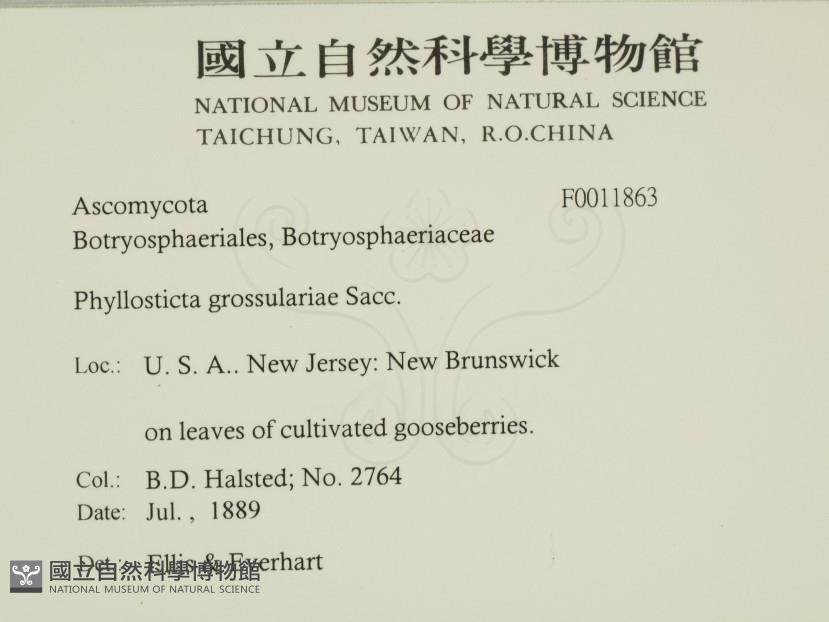 國立自然科學博物館
NATIONAL MUSEUM OF NATURAL SCIENCE
TAICHUNG, TAIWAN, R.O.CHINA
Ascomycota F0011863
Botryosphaeriales, Botryosphaeriaceae
Phyllosticta grossulariae Sacc.
Loc.: U. S. A.. New Jersey: New Brunswick
on leaves of cultivated gooseberries.
Col.: B.D. Halsted; No. 2764
Date: Jul. , 1889
Det.: Ellis & Everhart
國立自然科學博物館
NATIONAL MUSEUM OF NATURAL SCIENCE